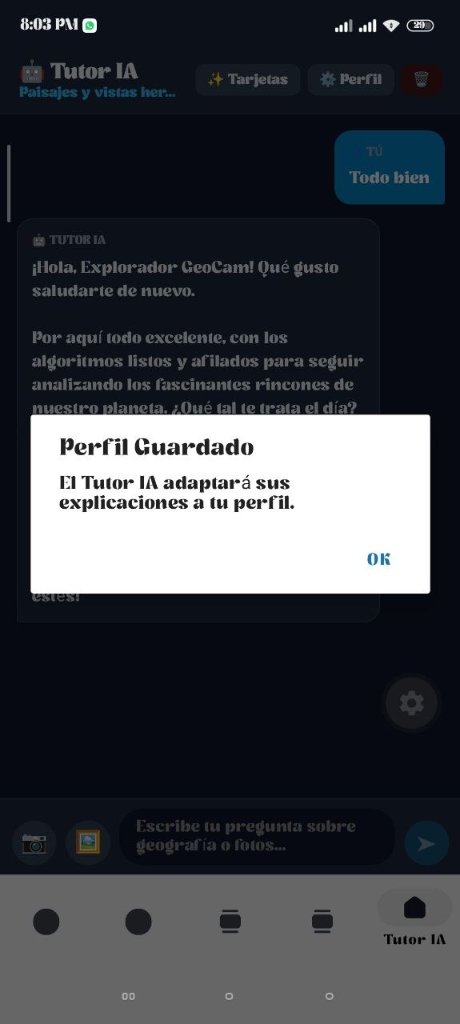 8:03 PM
29
Tutor IA
Paisajes y vistas her...
Tarjetas
Perfil
TÚ
Todo bien
TUTOR IA
¡Hola, Explorador GeoCam! Qué gusto
saludarte de nuevo.
Por aquí todo excelente, con los
algoritmos listos y afilados para seguir
analizando los fascinantes rincones de
nuestro planeta. ¿Qué tal te trata el día?
Perfil Guardado
El Tutor IA adaptará sus
explicaciones a tu perfil.
OK
estés!
Escribe tu pregunta sobre
geografía o fotos...
Tutor IA